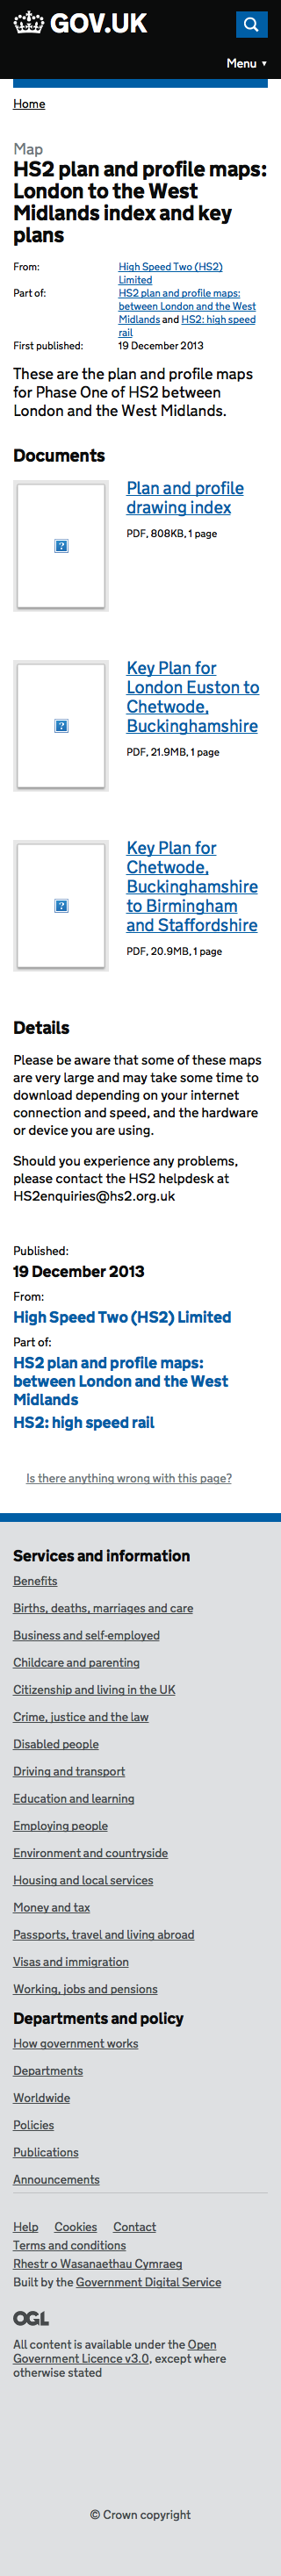 GOV.UK
Menu ▼
Home
Map
HS2 plan and profile maps:
London to the West
Midlands index and key
plans
From:
High Speed Two (HS2)
Limited
Part of:
HS2 plan and profile maps:
between London and the West
Midlands and HS2: high speed
rail
First published:
19 December 2013
These are the plan and profile maps
for Phase One of HS2 between
London and the West Midlands.
Documents
Plan and profile
drawing index
PDF, 808KB, 1 page
Key Plan for
London Euston to
Chetwode,
Buckinghamshire
PDF, 21.9MB, 1 page
Key Plan for
Chetwode,
Buckinghamshire
to Birmingham
and Staffordshire
PDF, 20.9MB, 1 page
Details
Please be aware that some of these maps
are very large and may take some time to
download depending on your internet
connection and speed, and the hardware
or device you are using.
Should you experience any problems,
please contact the HS2 helpdesk at
HS2enquiries@hs2.org.uk
Published:
19 December 2013
From:
High Speed Two (HS2) Limited
Part of:
HS2 plan and profile maps:
between London and the West
Midlands
HS2: high speed rail
Is there anything wrong with this page?
Services and information
Benefits
Births, deaths, marriages and care
Business and self-employed
Childcare and parenting
Citizenship and living in the UK
Crime, justice and the law
Disabled people
Driving and transport
Education and learning
Employing people
Environment and countryside
Housing and local services
Money and tax
Passports, travel and living abroad
Visas and immigration
Working, jobs and pensions
Departments and policy
How government works
Departments
Worldwide
Policies
Publications
Announcements
Help Cookies Contact
Terms and conditions
Rhestr o Wasanaethau Cymraeg
Built by the Government Digital Service
OGL
All content is available under the Open
Government Licence v3.0, except where
otherwise stated
© Crown copyright